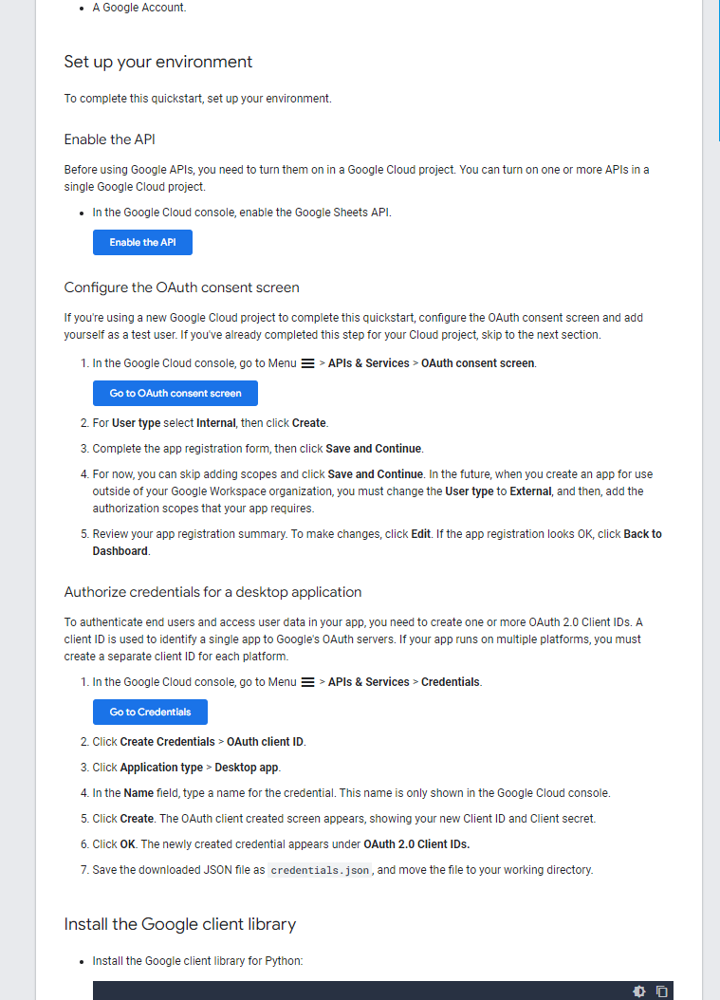 • A Google Account.
Set up your environment
To complete this quickstart, set up your environment.
Enable the API
Before using Google APIs, you need to turn them on in a Google Cloud project. You can turn on one or more APIs in a
single Google Cloud project.
• In the Google Cloud console, enable the Google Sheets API.
Enable the API
Configure the OAuth consent screen
If you're using a new Google Cloud project to complete this quickstart, configure the OAuth consent screen and add
yourself as a test user. If you've already completed this step for your Cloud project, skip to the next section.
1. In the Google Cloud console, go to Menu > APIs & Services > OAuth consent screen.
Go to OAuth consent screen
2. For User type select Internal, then click Create.
3. Complete the app registration form, then click Save and Continue.
4. For now, you can skip adding scopes and click Save and Continue. In the future, when you create an app for use
outside of your Google Workspace organization, you must change the User type to External, and then, add the
authorization scopes that your app requires.
5. Review your app registration summary. To make changes, click Edit. If the app registration looks OK, click Back to
Dashboard.
Authorize credentials for a desktop application
To authenticate end users and access user data in your app, you need to create one or more OAuth 2.0 Client IDs. A
client ID is used to identify a single app to Google's OAuth servers. If your app runs on multiple platforms, you must
create a separate client ID for each platform.
1. In the Google Cloud console, go to Menu > APIs & Services > Credentials.
Go to Credentials
2. Click Create Credentials > OAuth client ID.
3. Click Application type > Desktop app.
4. In the Name field, type a name for the credential. This name is only shown in the Google Cloud console.
5. Click Create. The OAuth client created screen appears, showing your new Client ID and Client secret.
6. Click OK. The newly created credential appears under OAuth 2.0 Client IDs.
7. Save the downloaded JSON file as credentials.json, and move the file to your working directory.
Install the Google client library
• Install the Google client library for Python: